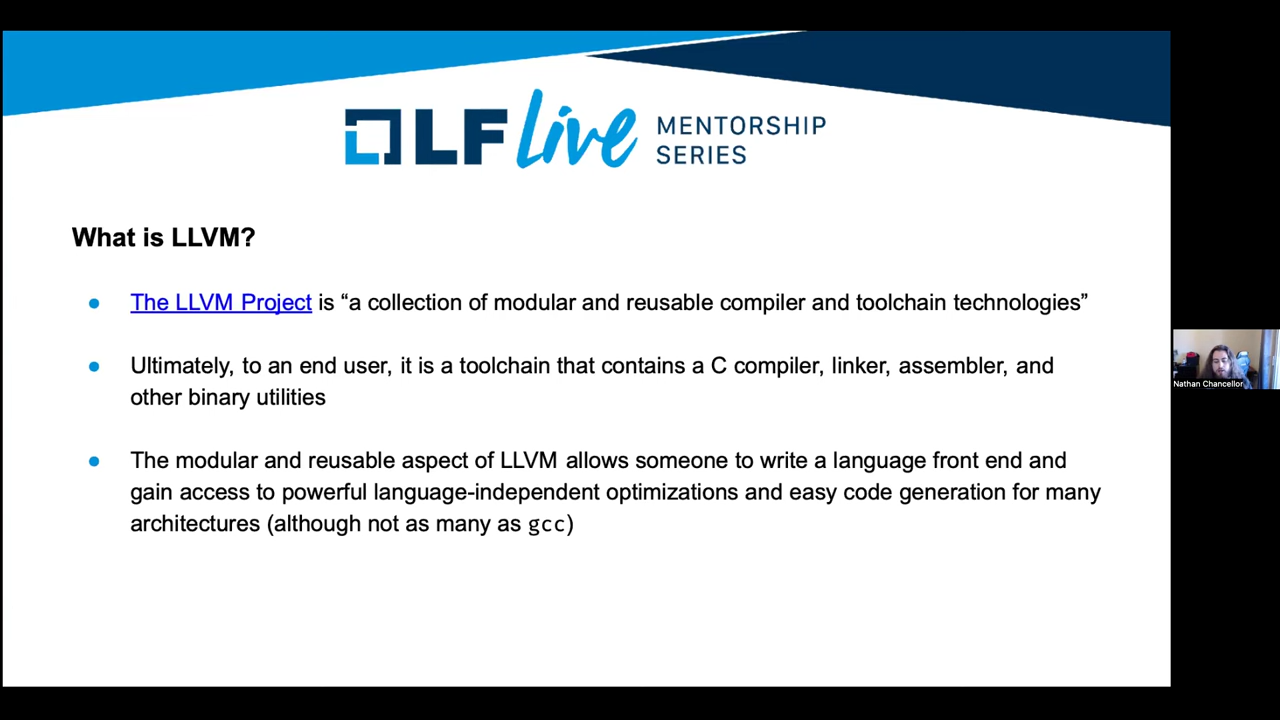 LF Live MENTORSHIP
SERIES
What is LLVM?
• The LLVM Project is “a collection of modular and reusable compiler and toolchain technologies”
• Ultimately, to an end user, it is a toolchain that contains a C compiler, linker, assembler, and
other binary utilities
• The modular and reusable aspect of LLVM allows someone to write a language front end and
gain access to powerful language-independent optimizations and easy code generation for many
architectures (although not as many as gcc)
Nathan Chancellor